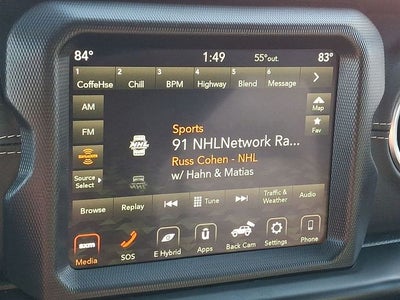 84°
1:49
55°out.
83°
1 CoffeHse
2 Chill
3 BPM
4 Highway
5 Blend
6 Message
AM
FM
Source Select
NHL
Sports
91 NHLNetwork Ra...
Russ Cohen - NHL
w/ Hahn & Matias
Map
Fav
Browse
Replay
Tune
Traffic & Weather
Audio
sxm
Media
SOS
E Hybrid
Apps
Back Cam
Settings
Phone